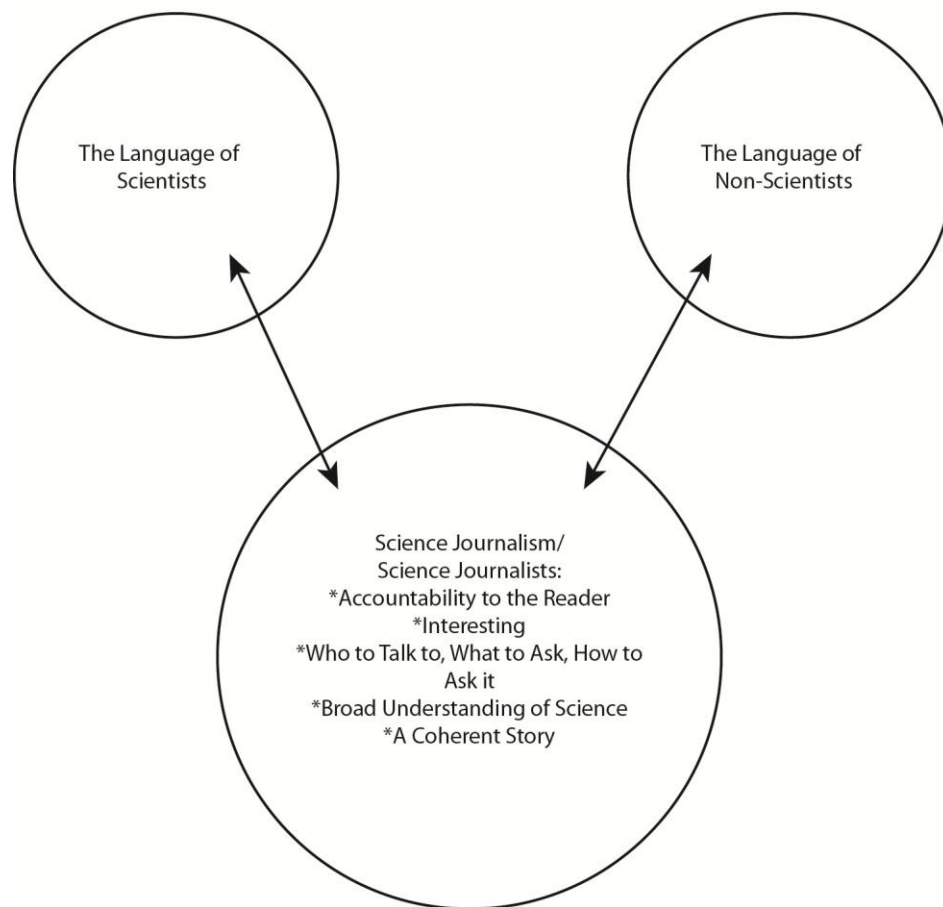 The Language of
Scientists
The Language of
Non-Scientists
Science Journalism/
Science Journalists:
*Accountability to the Reader
*Interesting
*Who to Talk to, What to Ask, How to
Ask it
*Broad Understanding of Science
*A Coherent Story